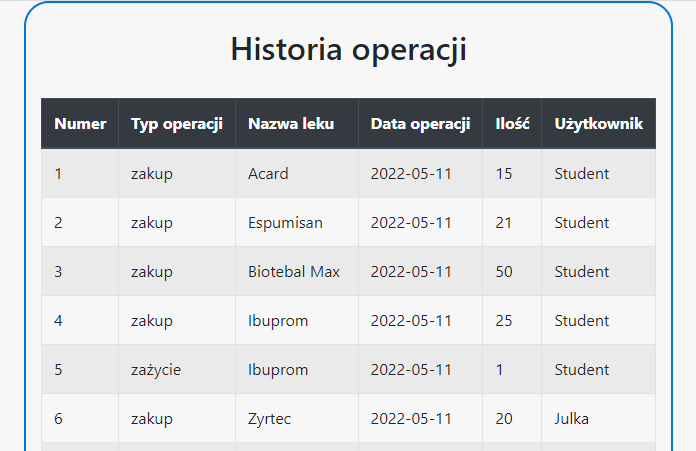 Historia operacji
Numer Typ operacji Nazwa leku Data operacji Ilość Użytkownik
1 zakup Acard 2022-05-11 15 Student
2 zakup Espumisan 2022-05-11 21 Student
3 zakup Biotebal Max 2022-05-11 50 Student
4 zakup Ibuprom 2022-05-11 25 Student
5 zażycie Ibuprom 2022-05-11 1 Student
6 zakup Zyrtec 2022-05-11 20 Julka